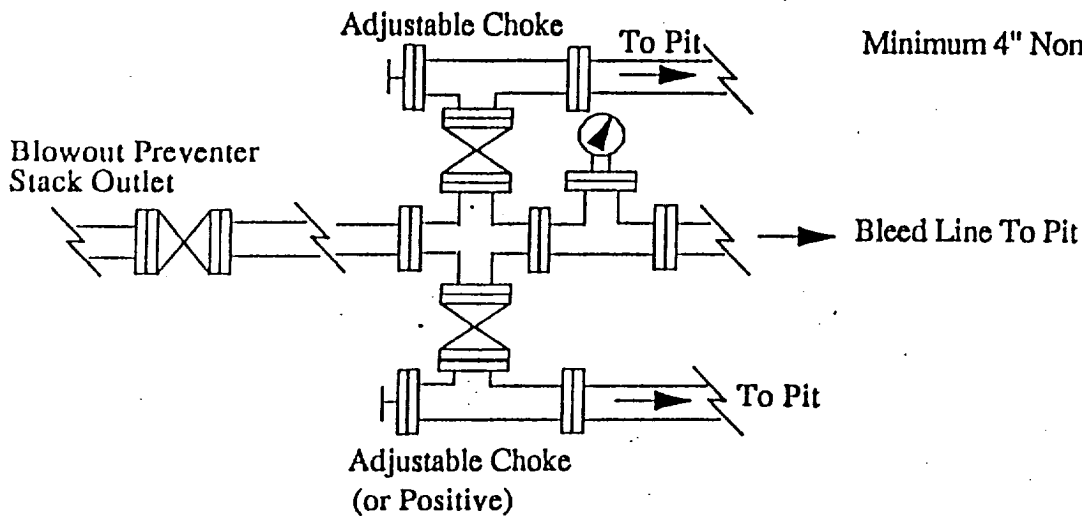 Adjustable Choke
To Pit
Minimum 4"
Blowout Preventer
Stack Outlet
Bleed Line To Pit
To Pit
Adjustable Choke
(or Positive)